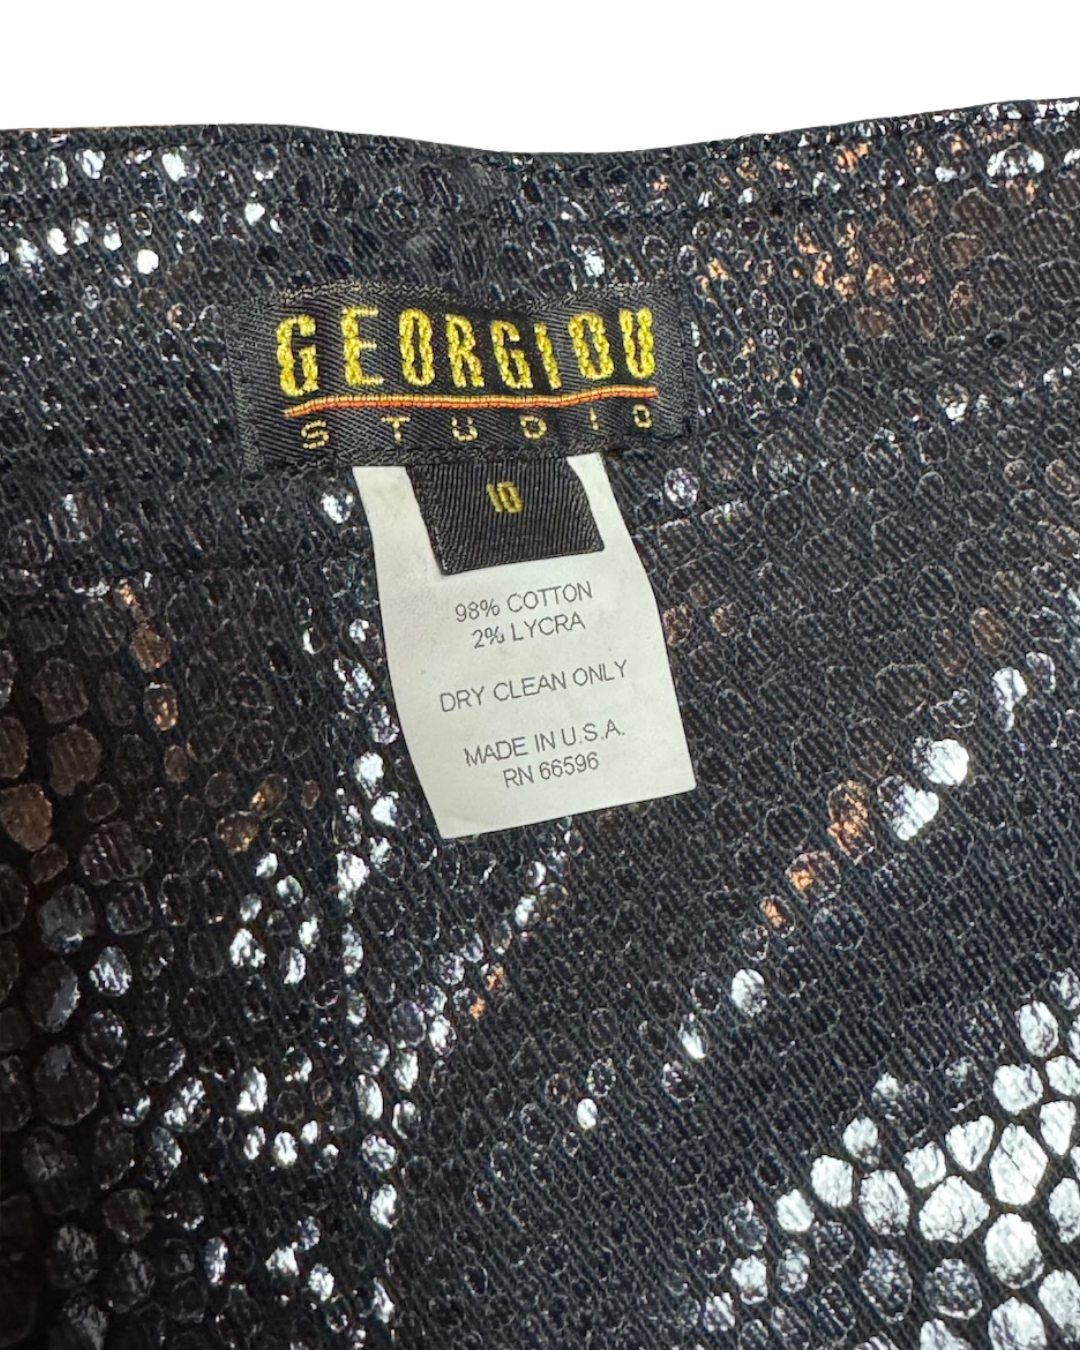 GEORGIOU
STUDIO
10
98% COTTON
2% LYCRA
DRY CLEAN ONLY
MADE IN U.S.A.
RN 66596